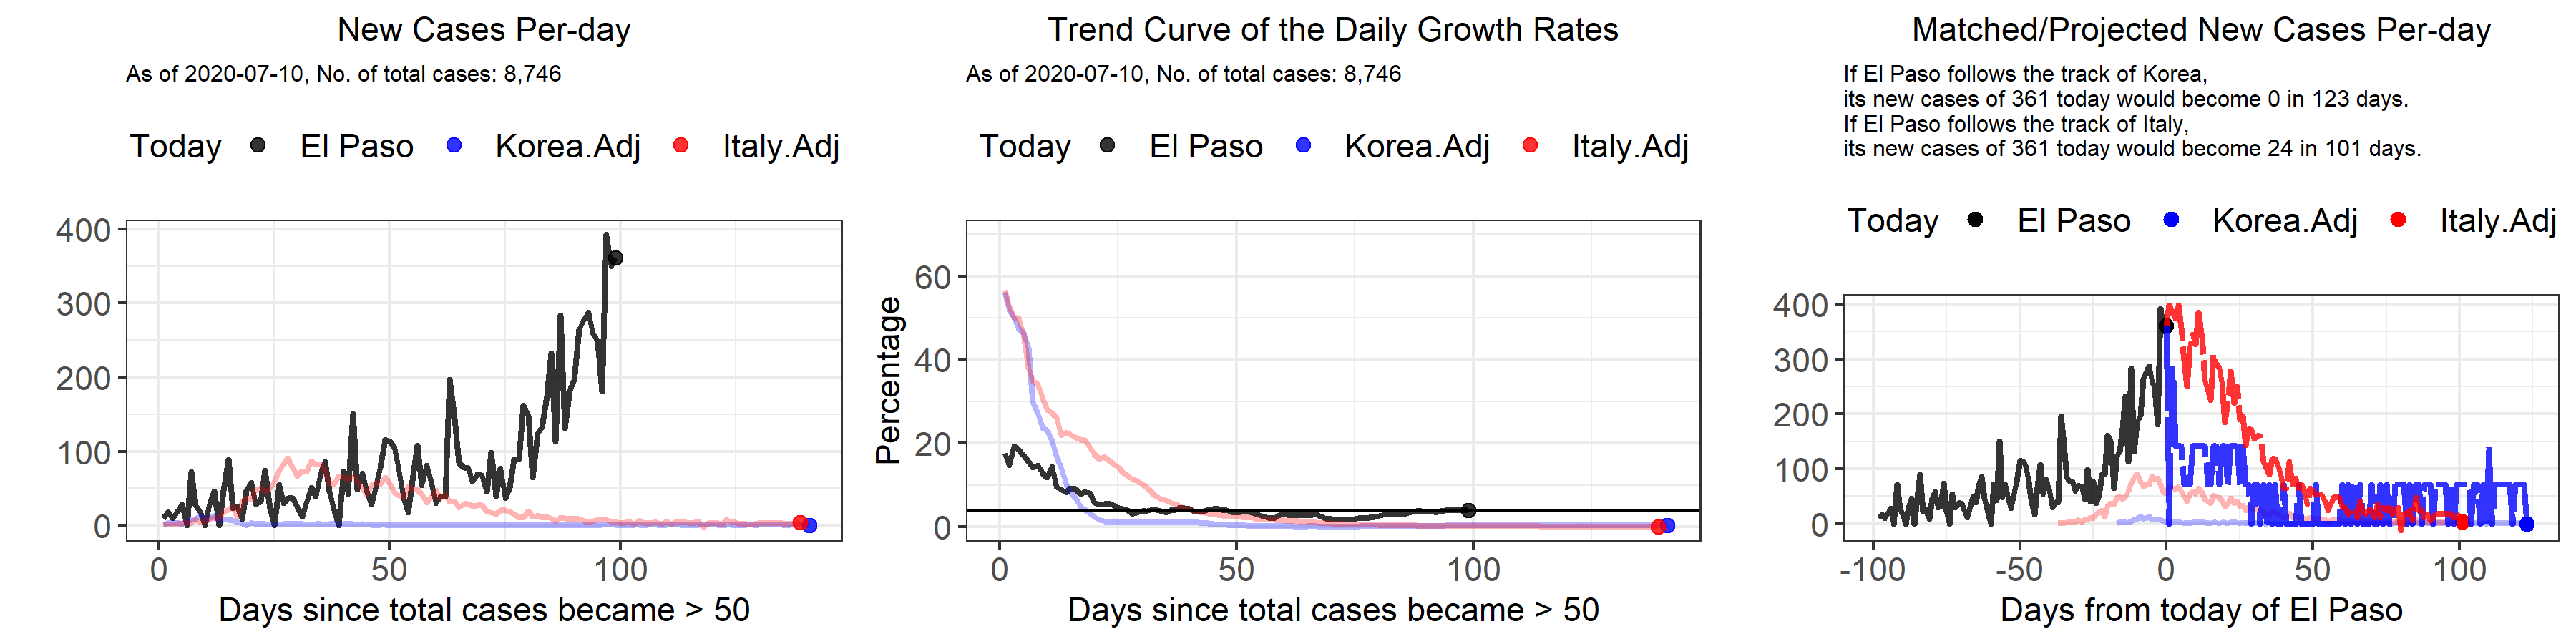 New Cases Per-day
As of 2020-07-10, No. of total cases: 8,746
Today El Paso Korea.Adj Italy.Adj
400
300
200
100
0
0 50 100
Days since total cases became > 50
Trend Curve of the Daily Growth Rates
As of 2020-07-10, No. of total cases: 8,746
Today El Paso Korea.Adj Italy.Adj
Percentage
60
40
20
0
0 50 100
Days since total cases became > 50
Matched/Projected New Cases Per-day
If El Paso follows the track of Korea,
its new cases of 361 today would become 0 in 123 days.
If El Paso follows the track of Italy,
its new cases of 361 today would become 24 in 101 days.
Today El Paso Korea.Adj Italy.Adj
400
300
200
100
0
-100 -50 0 50 100
Days from today of El Paso